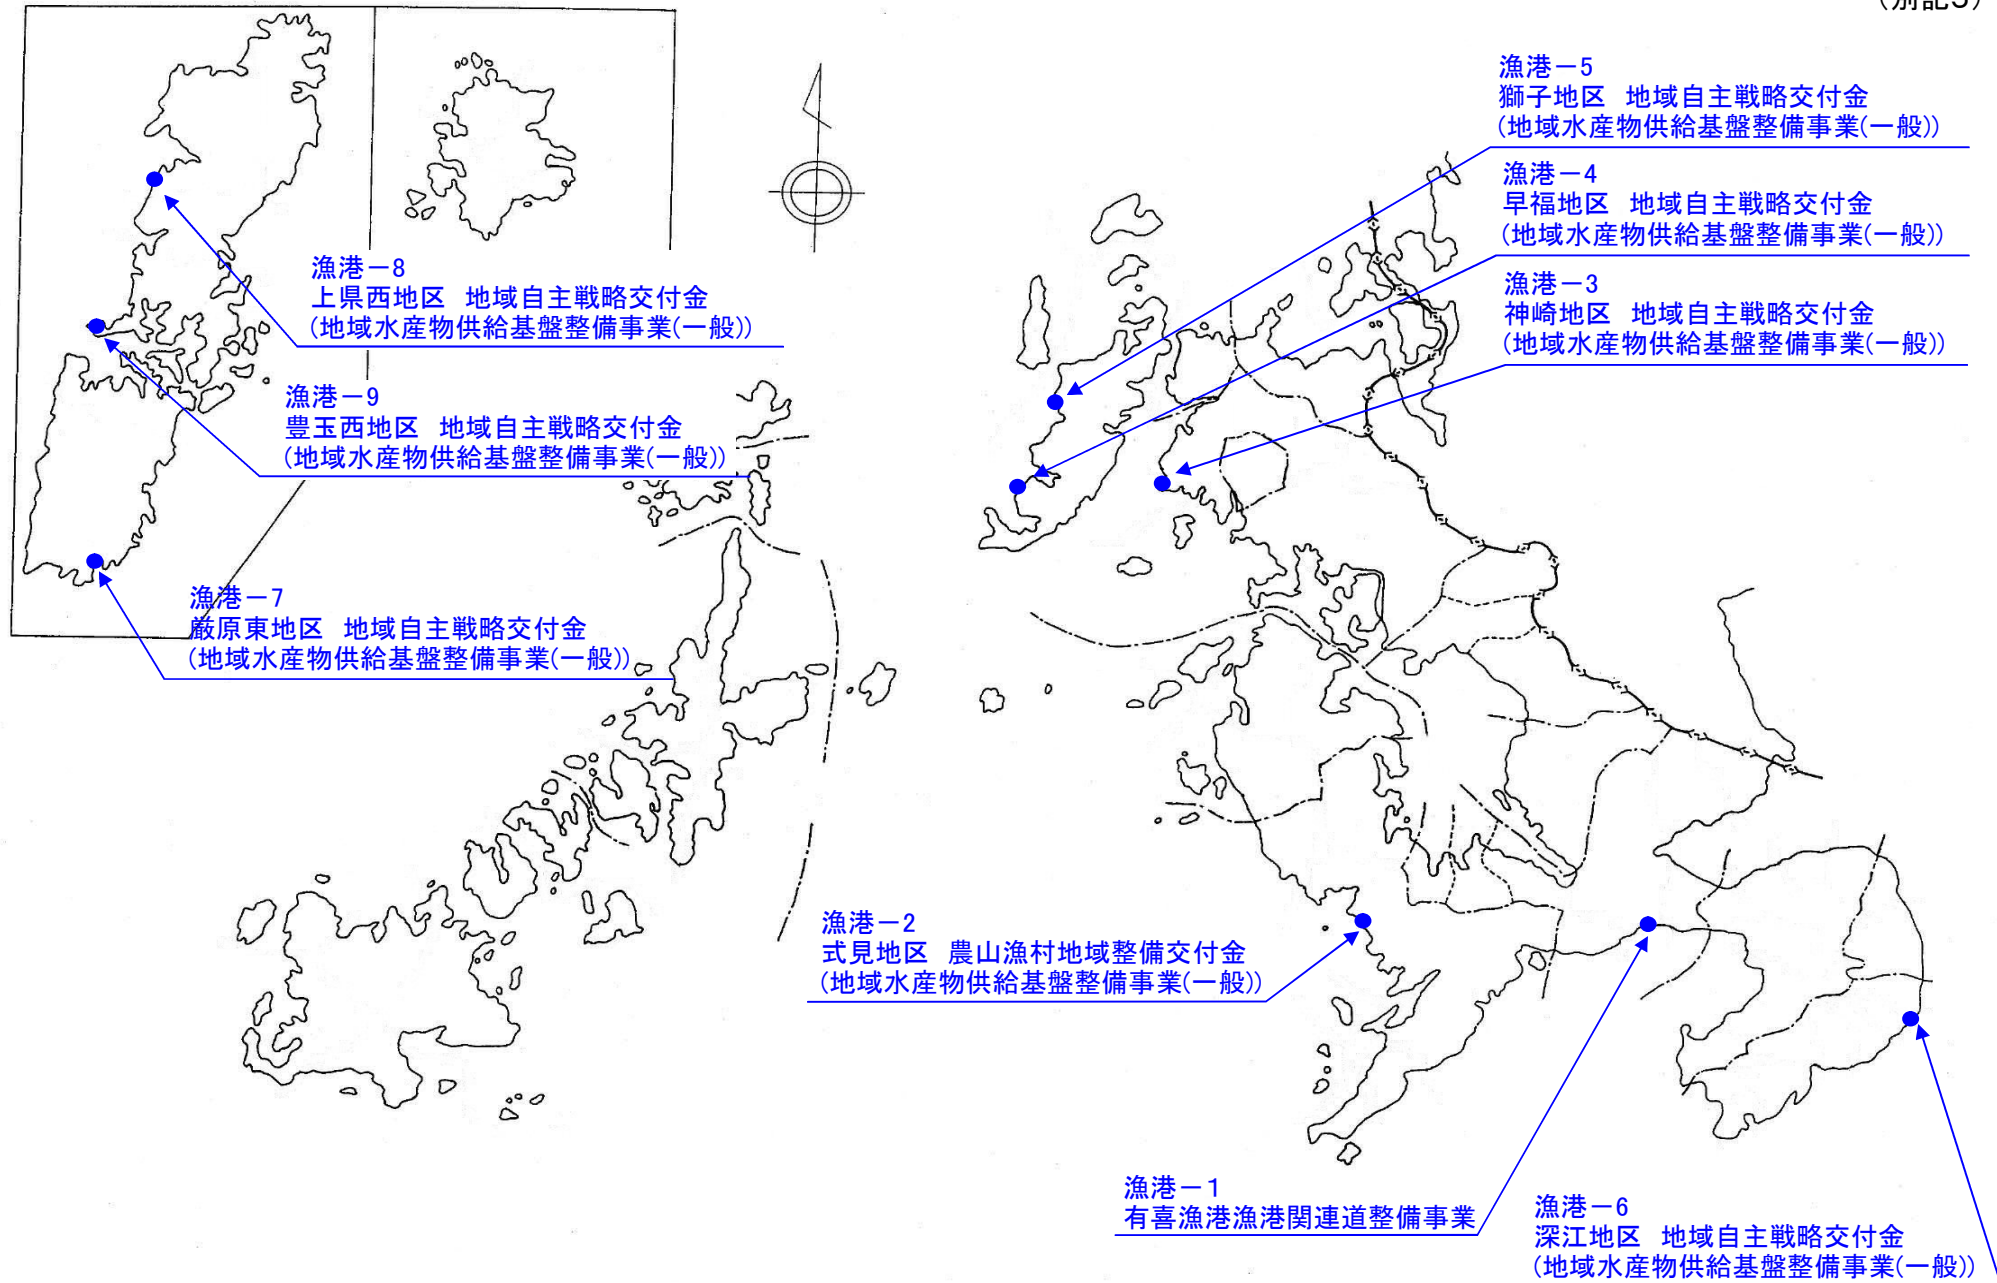 漁港－5
獅子地区　地域自主戦略交付金
(地域水産物供給基盤整備事業(一般))
漁港－4
早福地区　地域自主戦略交付金
(地域水産物供給基盤整備事業(一般))
漁港－3
神崎地区　地域自主戦略交付金
(地域水産物供給基盤整備事業(一般))
漁港－8
上県西地区　地域自主戦略交付金
(地域水産物供給基盤整備事業(一般))
漁港－9
豊玉西地区　地域自主戦略交付金
(地域水産物供給基盤整備事業(一般))
漁港－7
厳原東地区　地域自主戦略交付金
(地域水産物供給基盤整備事業(一般))
漁港－2
式見地区　農山漁村地域整備交付金
(地域水産物供給基盤整備事業(一般))
漁港－1
有喜漁港漁港関連道整備事業
漁港－6
深江地区　地域自主戦略交付金
(地域水産物供給基盤整備事業(一般))